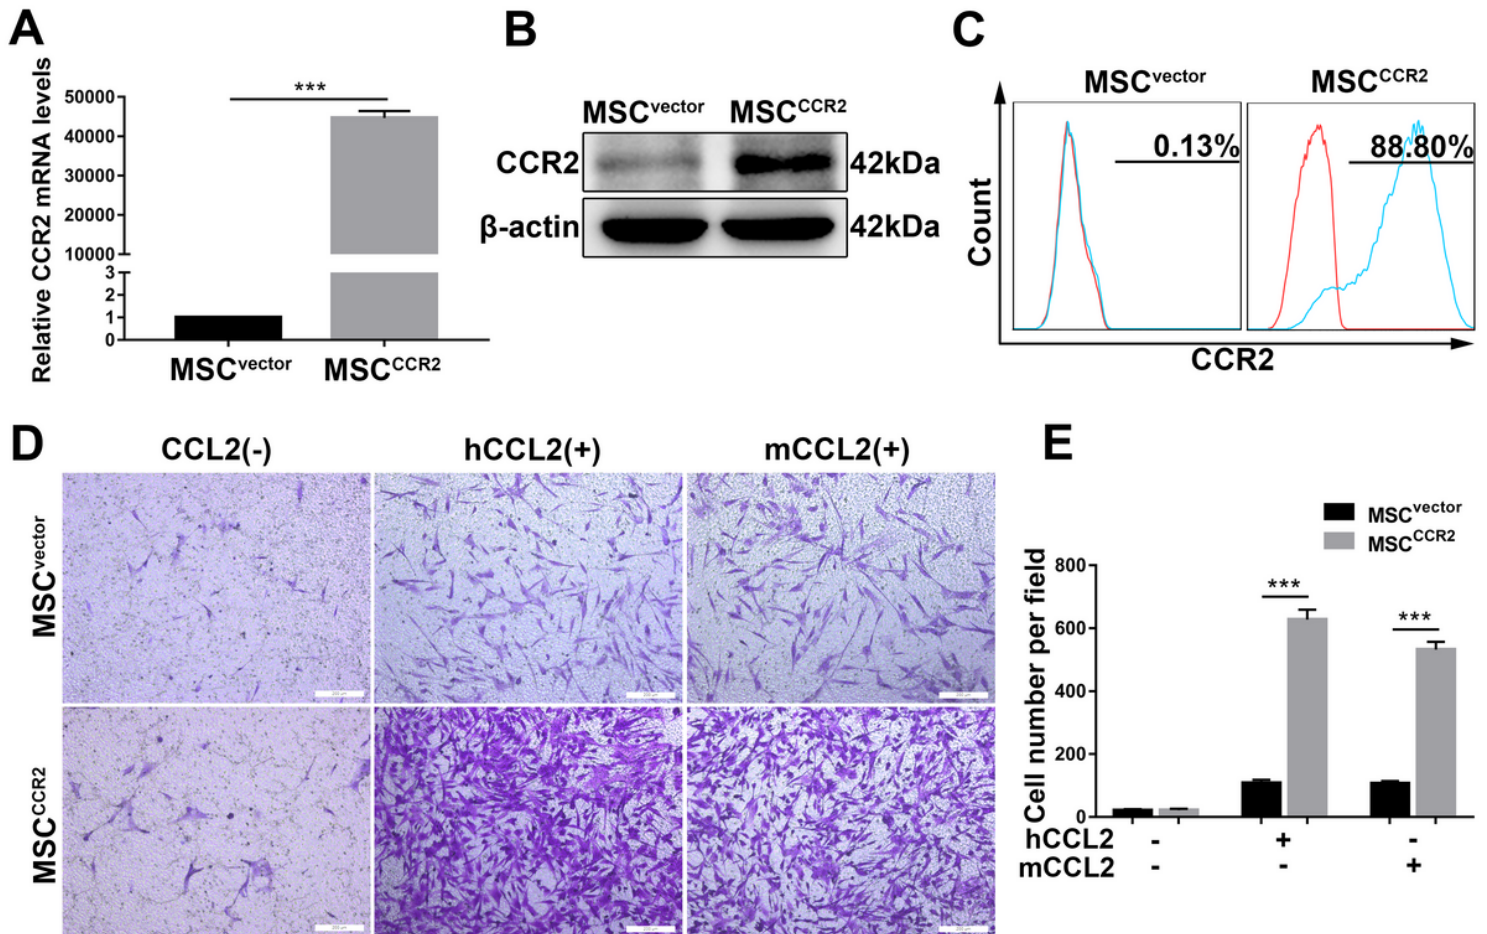 A
Relative CCR2 mRNA levels
***
50000
40000
30000
20000
10000
3
2
1
0
MSCvector
MSCCCR2
B
MSCvector MSCCCR2
CCR2 42kDa
β-actin 42kDa
C
MSCvector MSCCCR2
0.13% 88.80%
Count
CCR2
D
CCL2(-) hCCL2(+) mCCL2(+)
MSCvector
MSCCCR2
E
MSCvector
MSCCCR2
Cell number per field
800
600
400
200
0
***
***
hCCL2 - + -
mCCL2 - - +